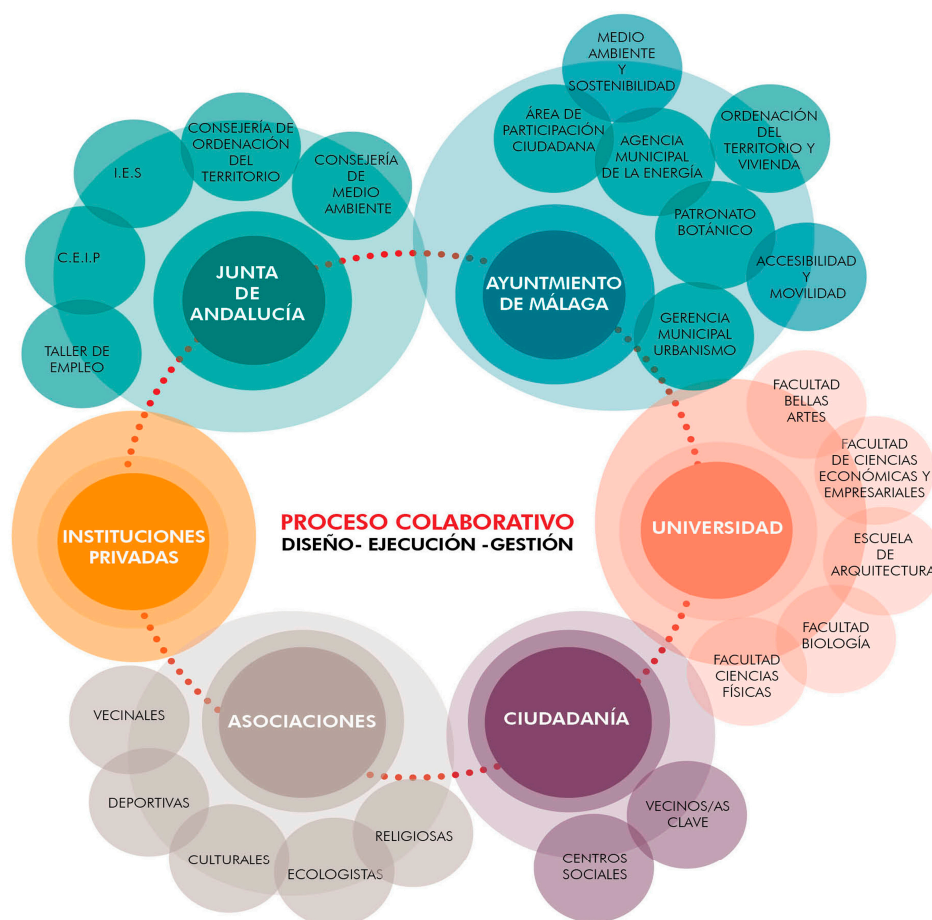 MEDIO
AMBIENTE
Y
SOSTENIBILIDAD
ÁREA DE
PARTICIPACIÓN
CIUDADANA
AGENCIA
MUNICIPAL
DE LA ENERGÍA
ORDENACIÓN
DEL
TERRITORIO Y
VIVIENDA
PATRONATO
BOTÁNICO
ACCESIBILIDAD
Y
MOVILIDAD
GERENCIA
MUNICIPAL
URBANISMO
AYUNTMIENTO
DE MÁLAGA
CONSEJERÍA DE
ORDENACIÓN
DEL
TERRITORIO
CONSEJERÍA
DE
MEDIO
AMBIENTE
I.E.S
C.E.I.P
TALLER DE
EMPLEO
JUNTA
DE
ANDALUCÍA
INSTITUCIONES
PRIVADAS
PROCESO COLABORATIVO
DISEÑO- EJECUCIÓN -GESTIÓN
UNIVERSIDAD
FACULTAD
BELLAS
ARTES
FACULTAD
DE CIENCIAS
ECONÓMICAS Y
EMPRESARIALES
ESCUELA
DE
ARQUITECTURA
FACULTAD
BIOLOGÍA
FACULTAD
CIENCIAS
FÍSICAS
ASOCIACIONES
VECINALES
DEPORTIVAS
CULTURALES
ECOLOGISTAS
RELIGIOSAS
CIUDADANÍA
VECINOS/AS
CLAVE
CENTROS
SOCIALES